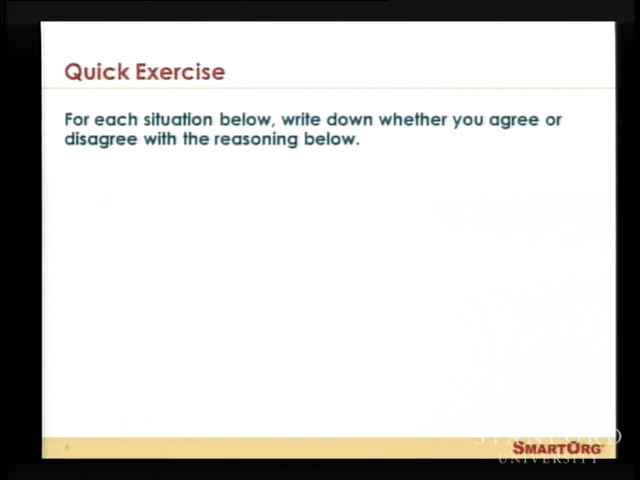 Quick Exercise
For each situation below, write down whether you agree or
disagree with the reasoning below.
STANFORD
SMARTORG
UNIVERSITY